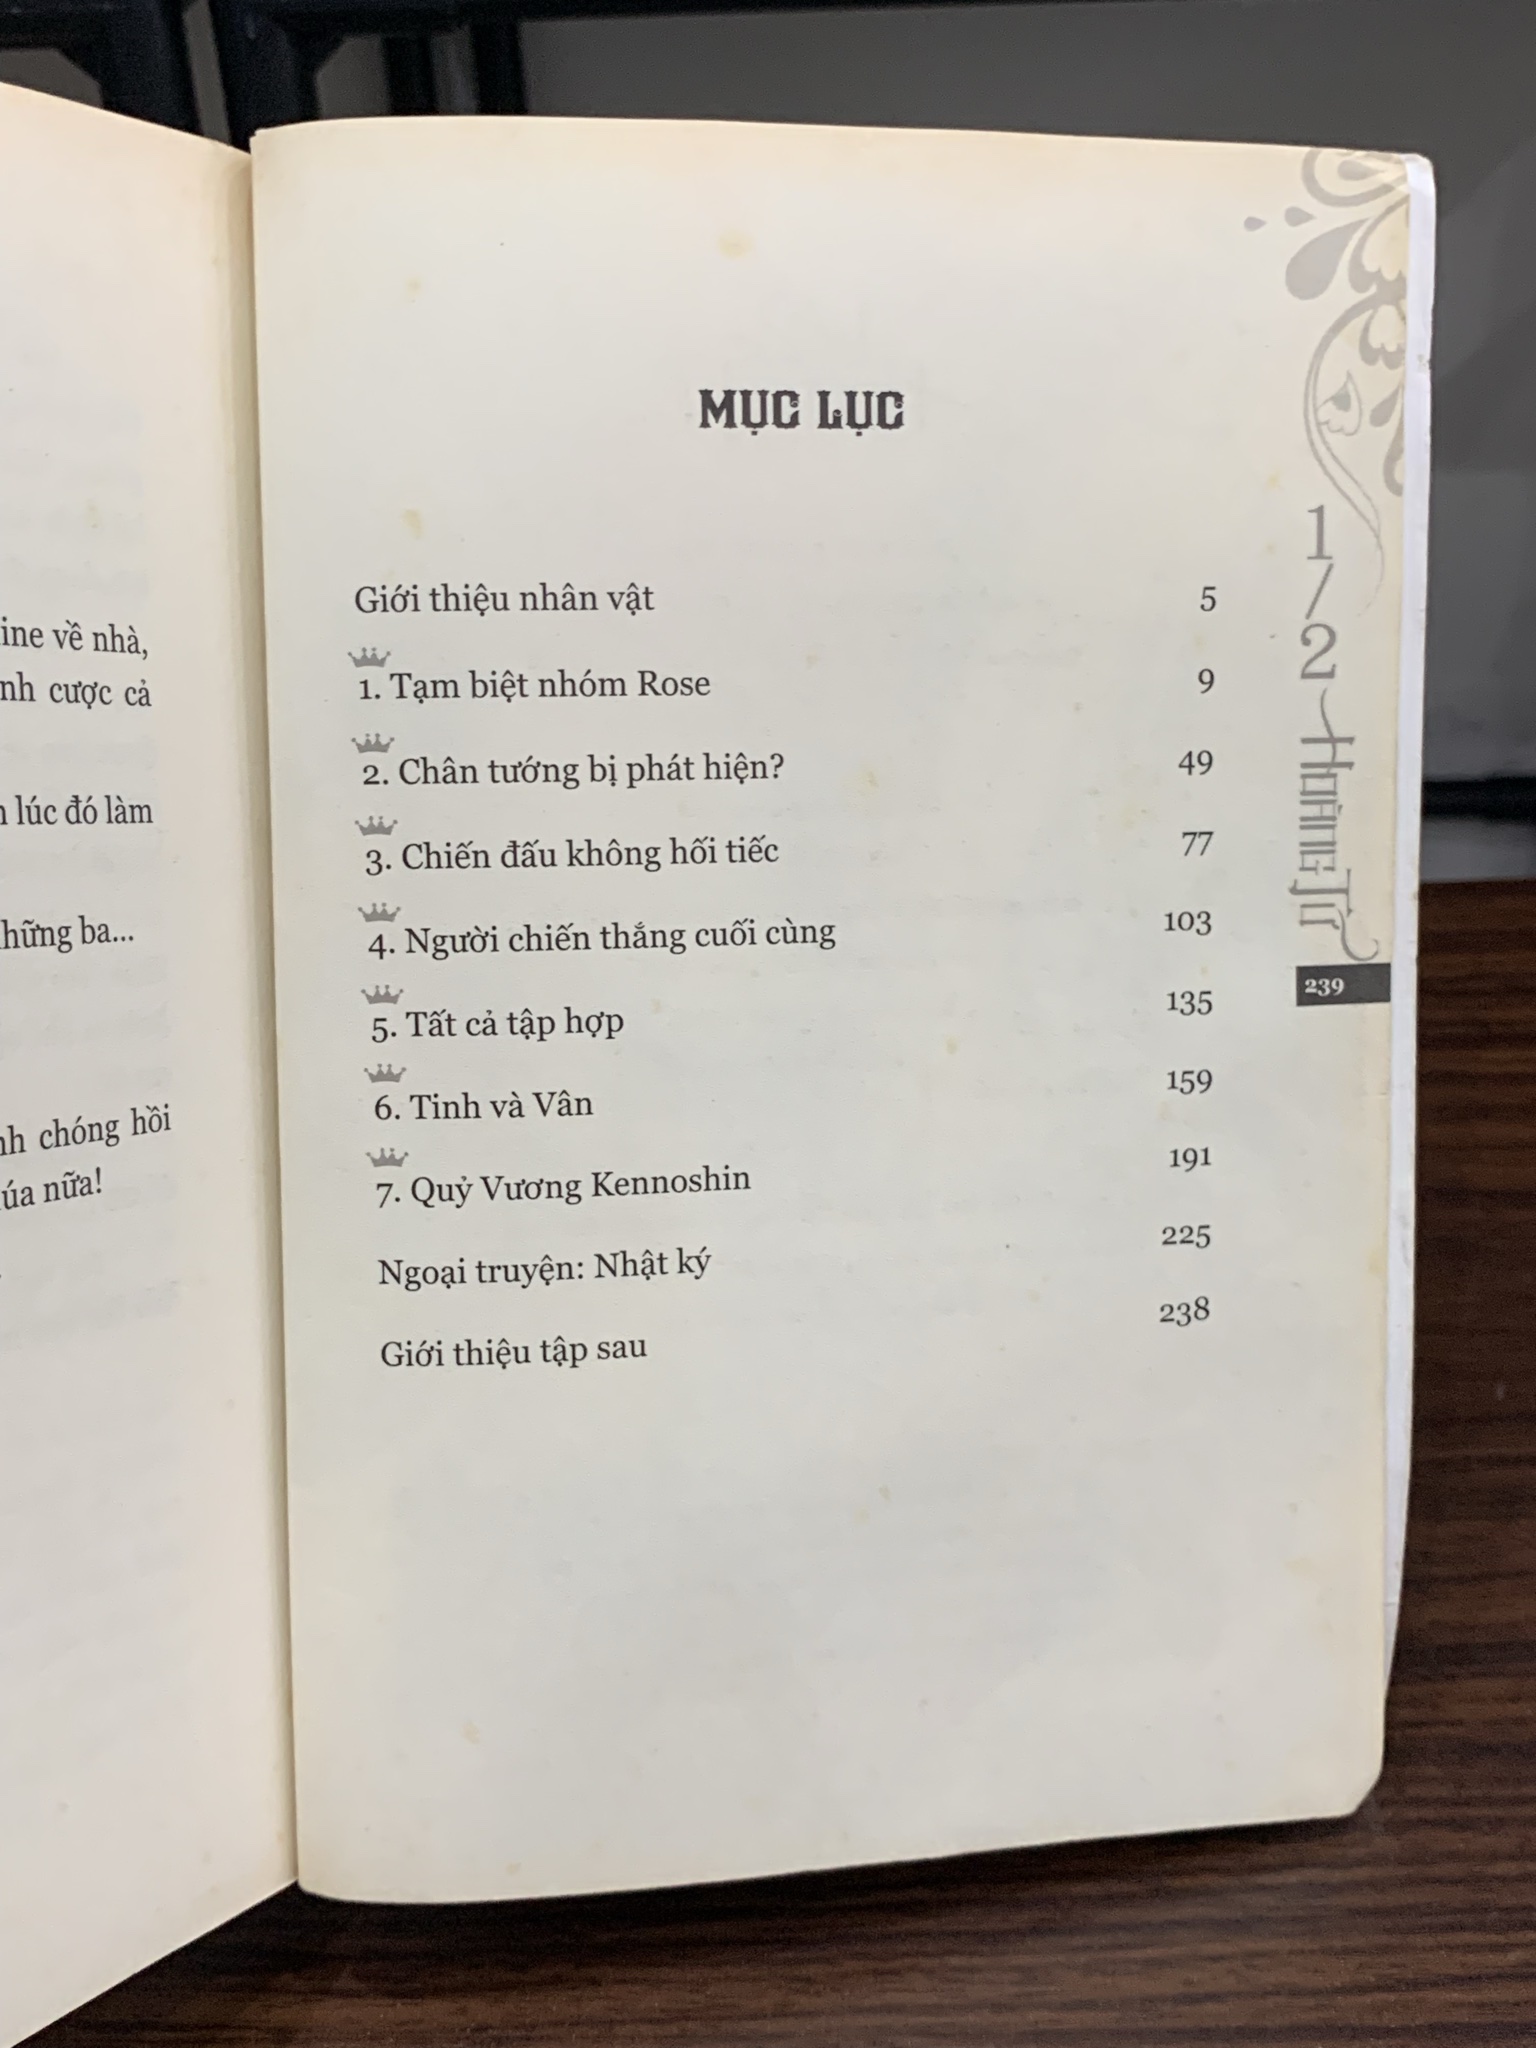 ine về nhà,
nh cược cả
lúc đó làm
hững ba...
nh chóng hồi
úa nữa!
MỤC LỤC
Giới thiệu nhân vật 5
1. Tạm biệt nhóm Rose 9
2. Chân tướng bị phát hiện? 49
3. Chiến đấu không hối tiếc 77
4. Người chiến thắng cuối cùng 103
5. Tất cả tập hợp 135
6. Tinh và Vân 159
7. Quỷ Vương Kennoshin 191
Ngoại truyện: Nhật ký 225
Giới thiệu tập sau 238
1/2 HOÀNG TỬ
239